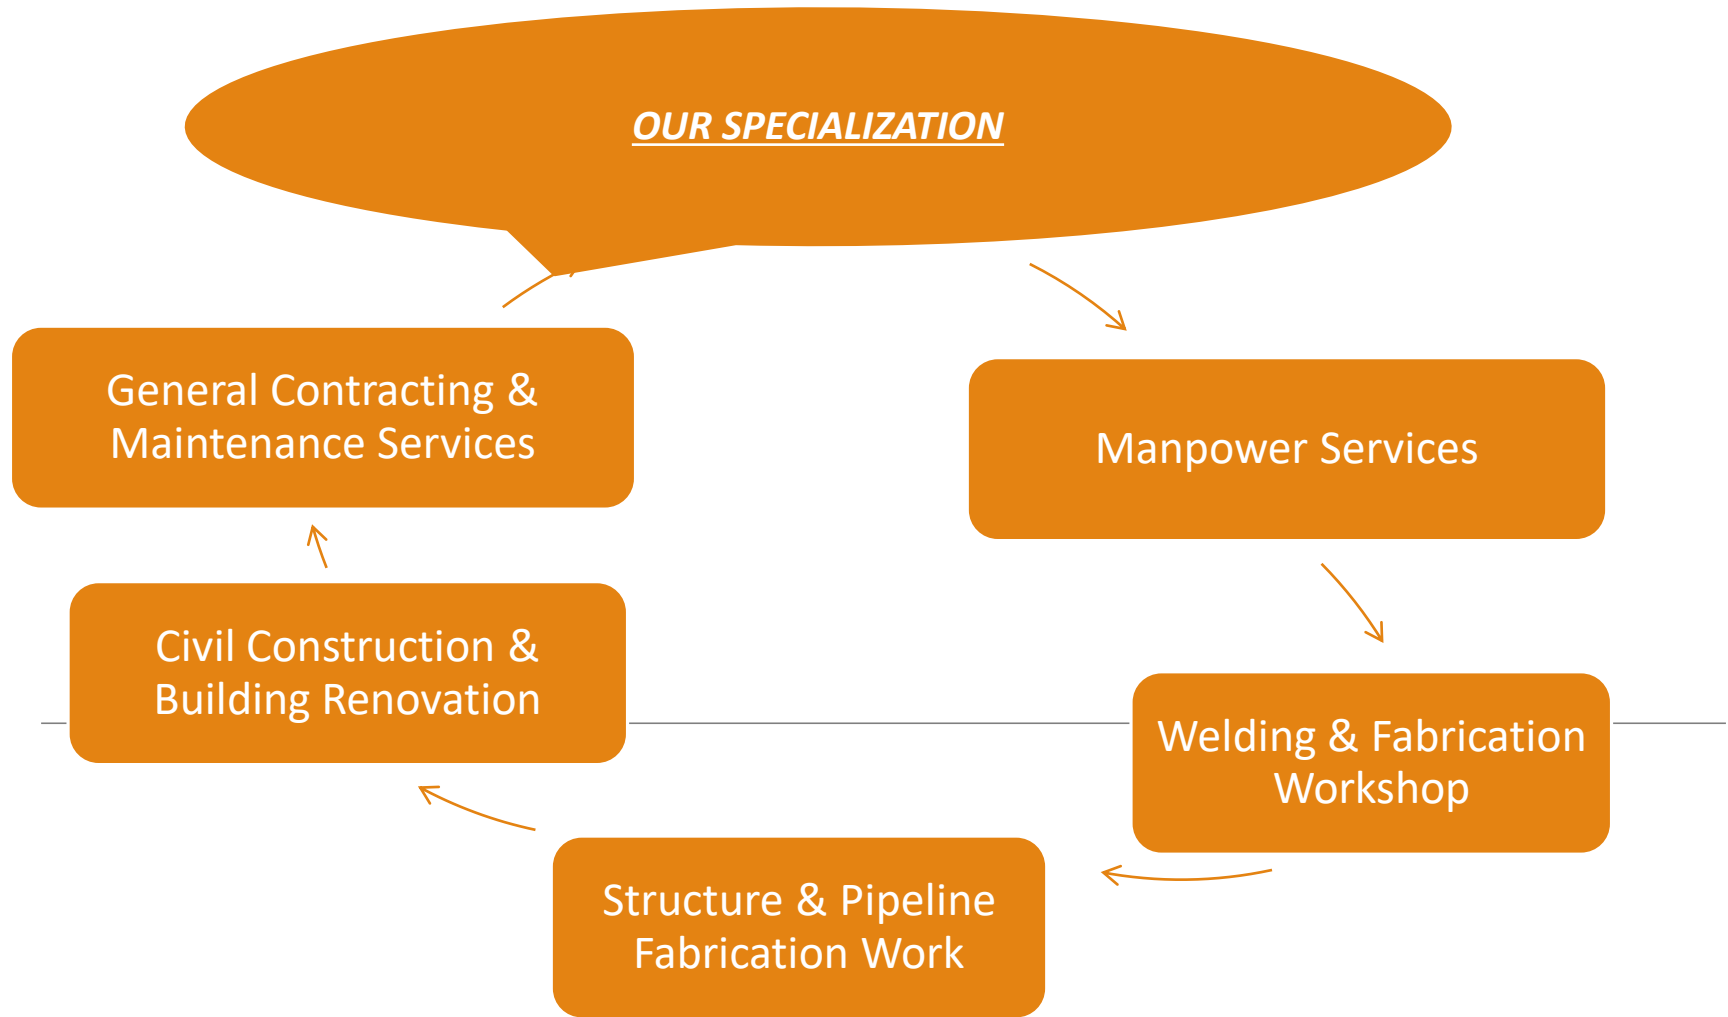 OUR SPECIALIZATION
General Contracting &
Maintenance Services
Manpower Services
Civil Construction &
Building Renovation
Welding & Fabrication
Workshop
Structure & Pipeline
Fabrication Work